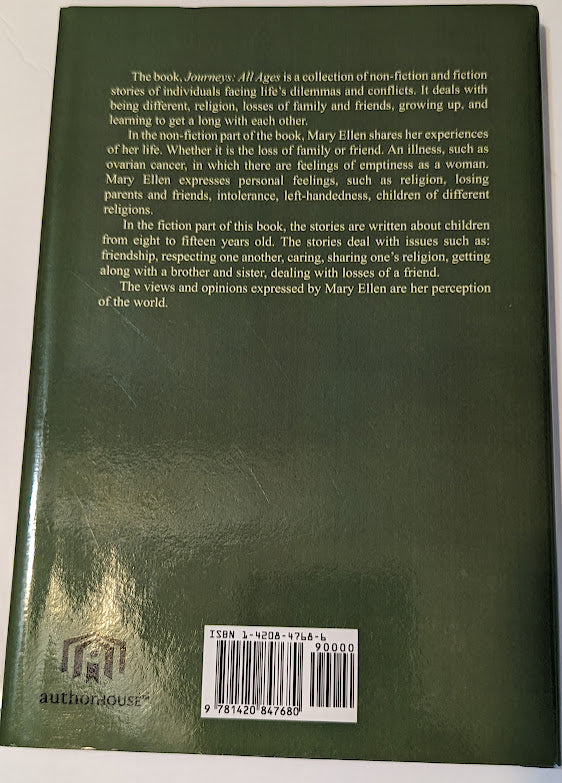 The book, Journeys: All Ages is a collection of non-fiction and fiction
stories of individuals facing life's dilemmas and conflicts. It deals with
being different, religion, losses of family and friends, growing up, and
learning to get a long with each other.
In the non-fiction part of the book, Mary Ellen shares her experiences
of her life. Whether it is the loss of family or friend. An illness, such as
ovarian cancer, in which there are feelings of emptiness as a woman.
Mary Ellen expresses personal feelings, such as religion, losing
parents and friends, intolerance, left-handedness, children of different
religions.
In the fiction part of this book, the stories are written about children
from eight to fifteen years old. The stories deal with issues such as:
friendship, respecting one another, caring, sharing one's religion, getting
along with a brother and sister, dealing with losses of a friend.
The views and opinions expressed by Mary Ellen are her perception
of the world.
ISBN 1-4208-4768-6
90000
9 781420 847680
authorHOUSE™